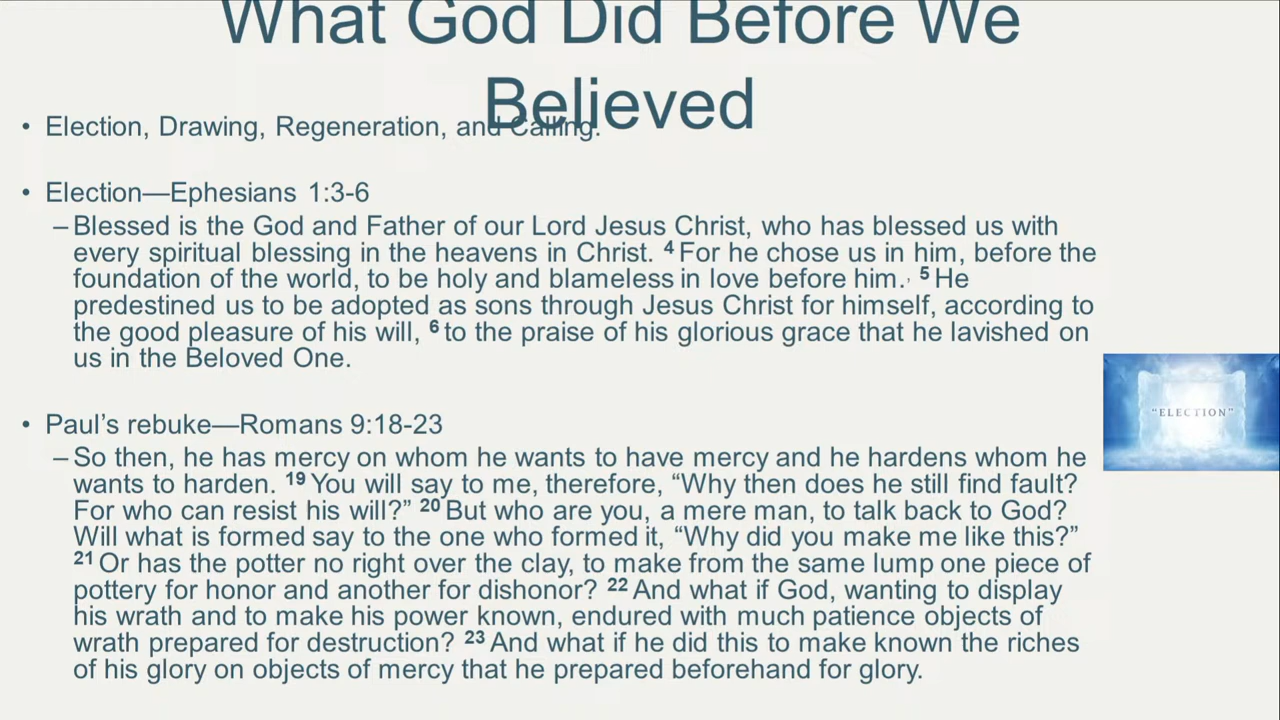 What God Did Before We
Believed
• Election, Drawing, Regeneration, and Calling.
• Election—Ephesians 1:3-6
–Blessed is the God and Father of our Lord Jesus Christ, who has blessed us with
every spiritual blessing in the heavens in Christ. 4 For he chose us in him, before the
foundation of the world, to be holy and blameless in love before him., 5 He
predestined us to be adopted as sons through Jesus Christ for himself, according to
the good pleasure of his will, 6 to the praise of his glorious grace that he lavished on
us in the Beloved One.
• Paul’s rebuke—Romans 9:18-23
–So then, he has mercy on whom he wants to have mercy and he hardens whom he
wants to harden. 19 You will say to me, therefore, “Why then does he still find fault?
For who can resist his will?” 20 But who are you, a mere man, to talk back to God?
Will what is formed say to the one who formed it, “Why did you make me like this?”
21 Or has the potter no right over the clay, to make from the same lump one piece of
pottery for honor and another for dishonor? 22 And what if God, wanting to display
his wrath and to make his power known, endured with much patience objects of
wrath prepared for destruction? 23 And what if he did this to make known the riches
of his glory on objects of mercy that he prepared beforehand for glory.
“ELECTION”